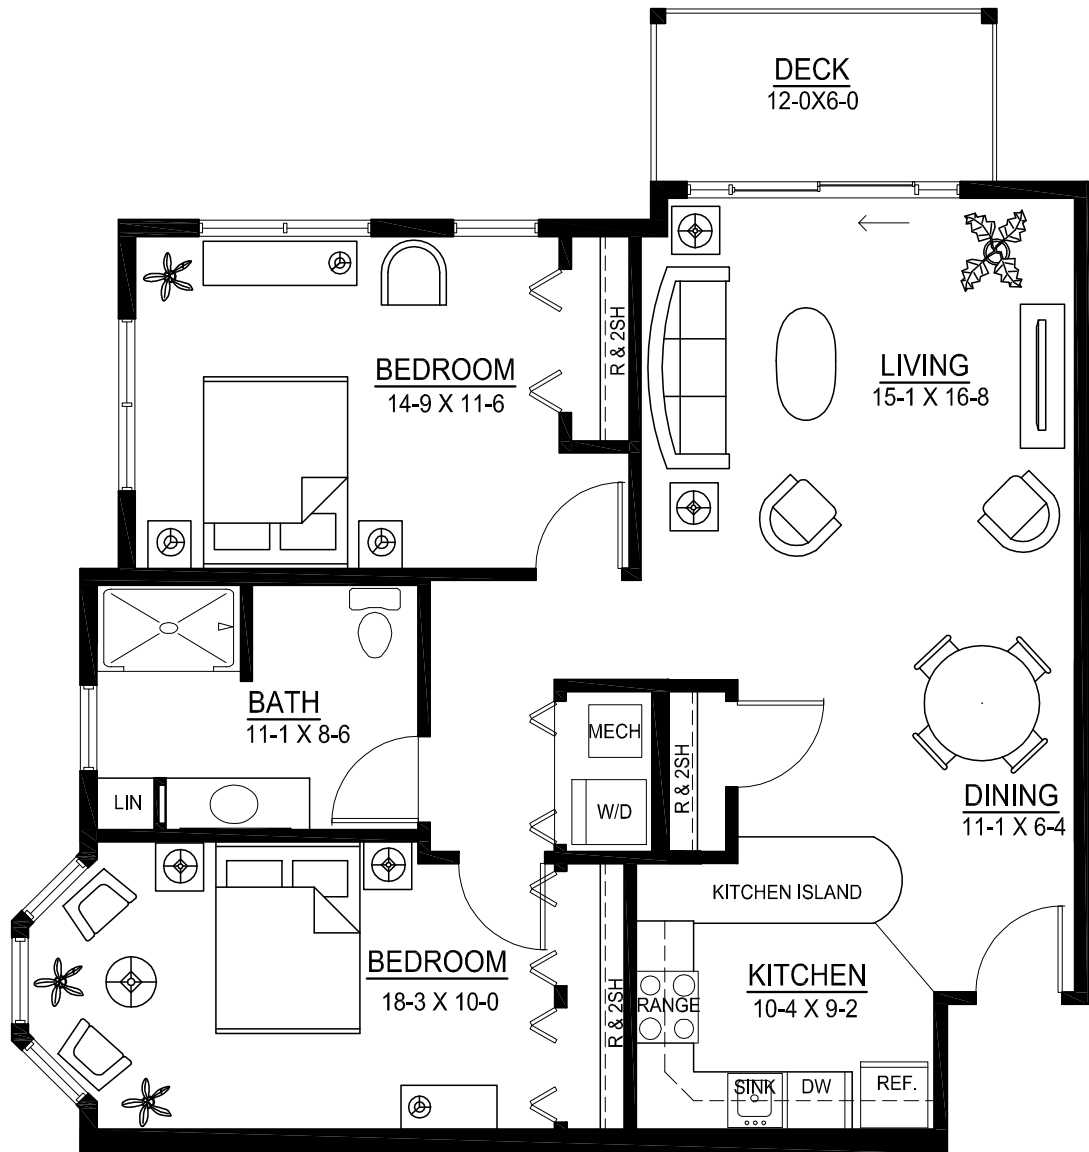 DECK
12-0X6-0
R & 2SH
BEDROOM
14-9 X 11-6
LIVING
15-1 X 16-8
BATH
11-1 X 8-6
MECH
R & 2SH
W/D
LIN
DINING
11-1 X 6-4
KITCHEN ISLAND
BEDROOM
18-3 X 10-0
R & 2SH
RANGE
KITCHEN
10-4 X 9-2
SINK
DW
REF.